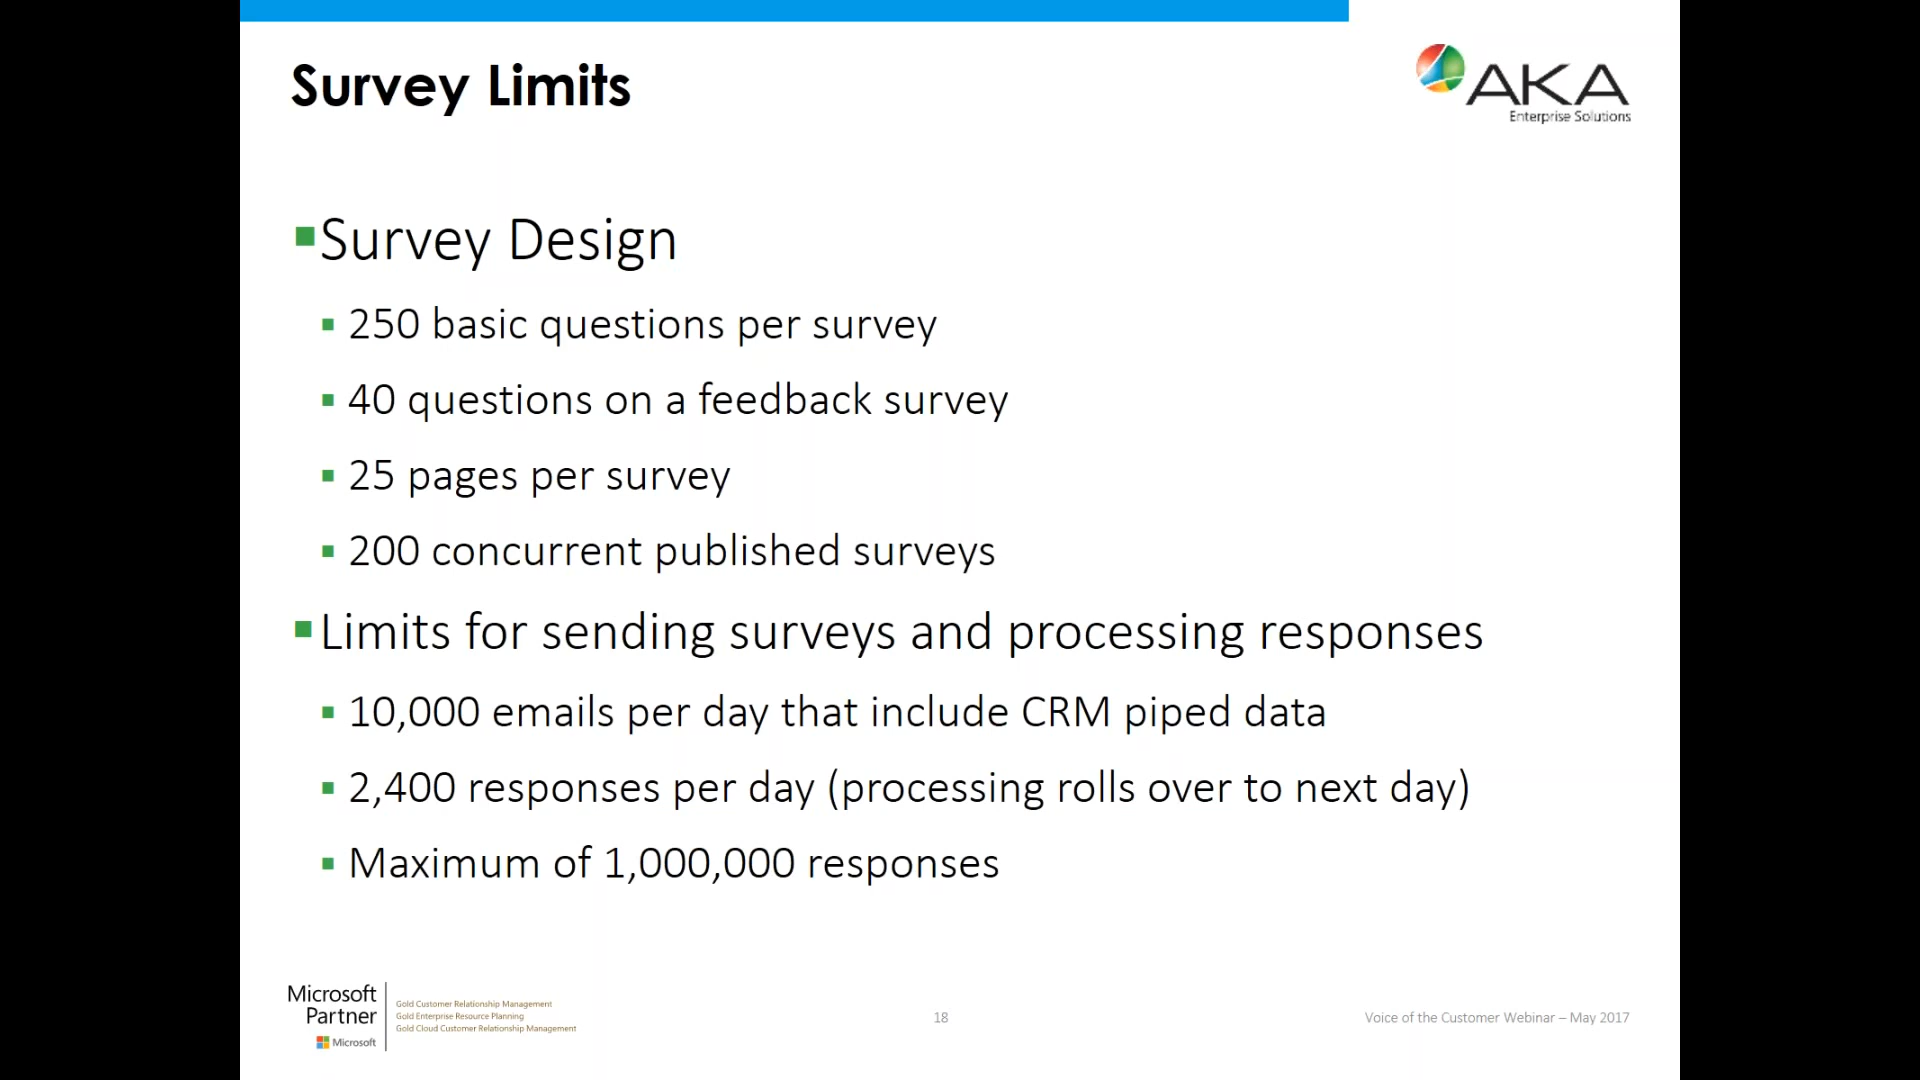 Survey Limits
AKA
Enterprise Solutions
Survey Design
250 basic questions per survey
40 questions on a feedback survey
25 pages per survey
200 concurrent published surveys
Limits for sending surveys and processing responses
10,000 emails per day that include CRM piped data
2,400 responses per day (processing rolls over to next day)
Maximum of 1,000,000 responses
Microsoft
Partner
Microsoft
Gold Customer Relationship Management
Gold Enterprise Resource Planning
Gold Cloud Customer Relationship Management
18
Voice of the Customer Webinar – May 2017